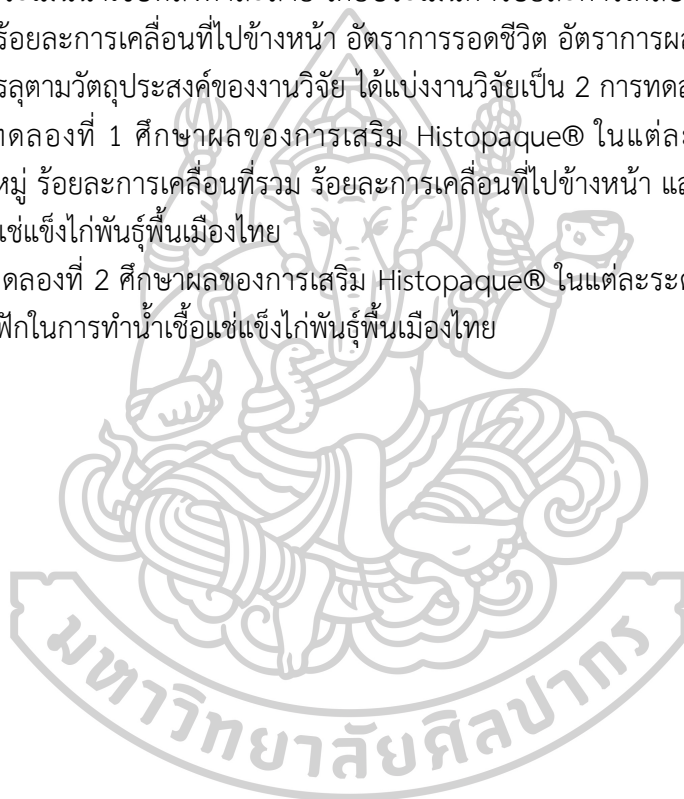 ร้อยละการเคลื่อนที่ไปข้างหน้า อัตราการรอดชีวิต อัตราการผส
รลุตามวัตถุประสงค์ของงานวิจัย ได้แบ่งงานวิจัยเป็น 2 การทดล
ทดลองที่ 1 ศึกษาผลของการเสริม Histopaque® ในแต่ละ
หมู่ ร้อยละการเคลื่อนที่รวม ร้อยละการเคลื่อนที่ไปข้างหน้า แล
แช่แข็งไก่พันธุ์พื้นเมืองไทย
ทดลองที่ 2 ศึกษาผลของการเสริม Histopaque® ในแต่ละระด
ฟักในการทำน้ำเชื้อแช่แข็งไก่พันธุ์พื้นเมืองไทย
มหาวิทยาลัยศิลปากร